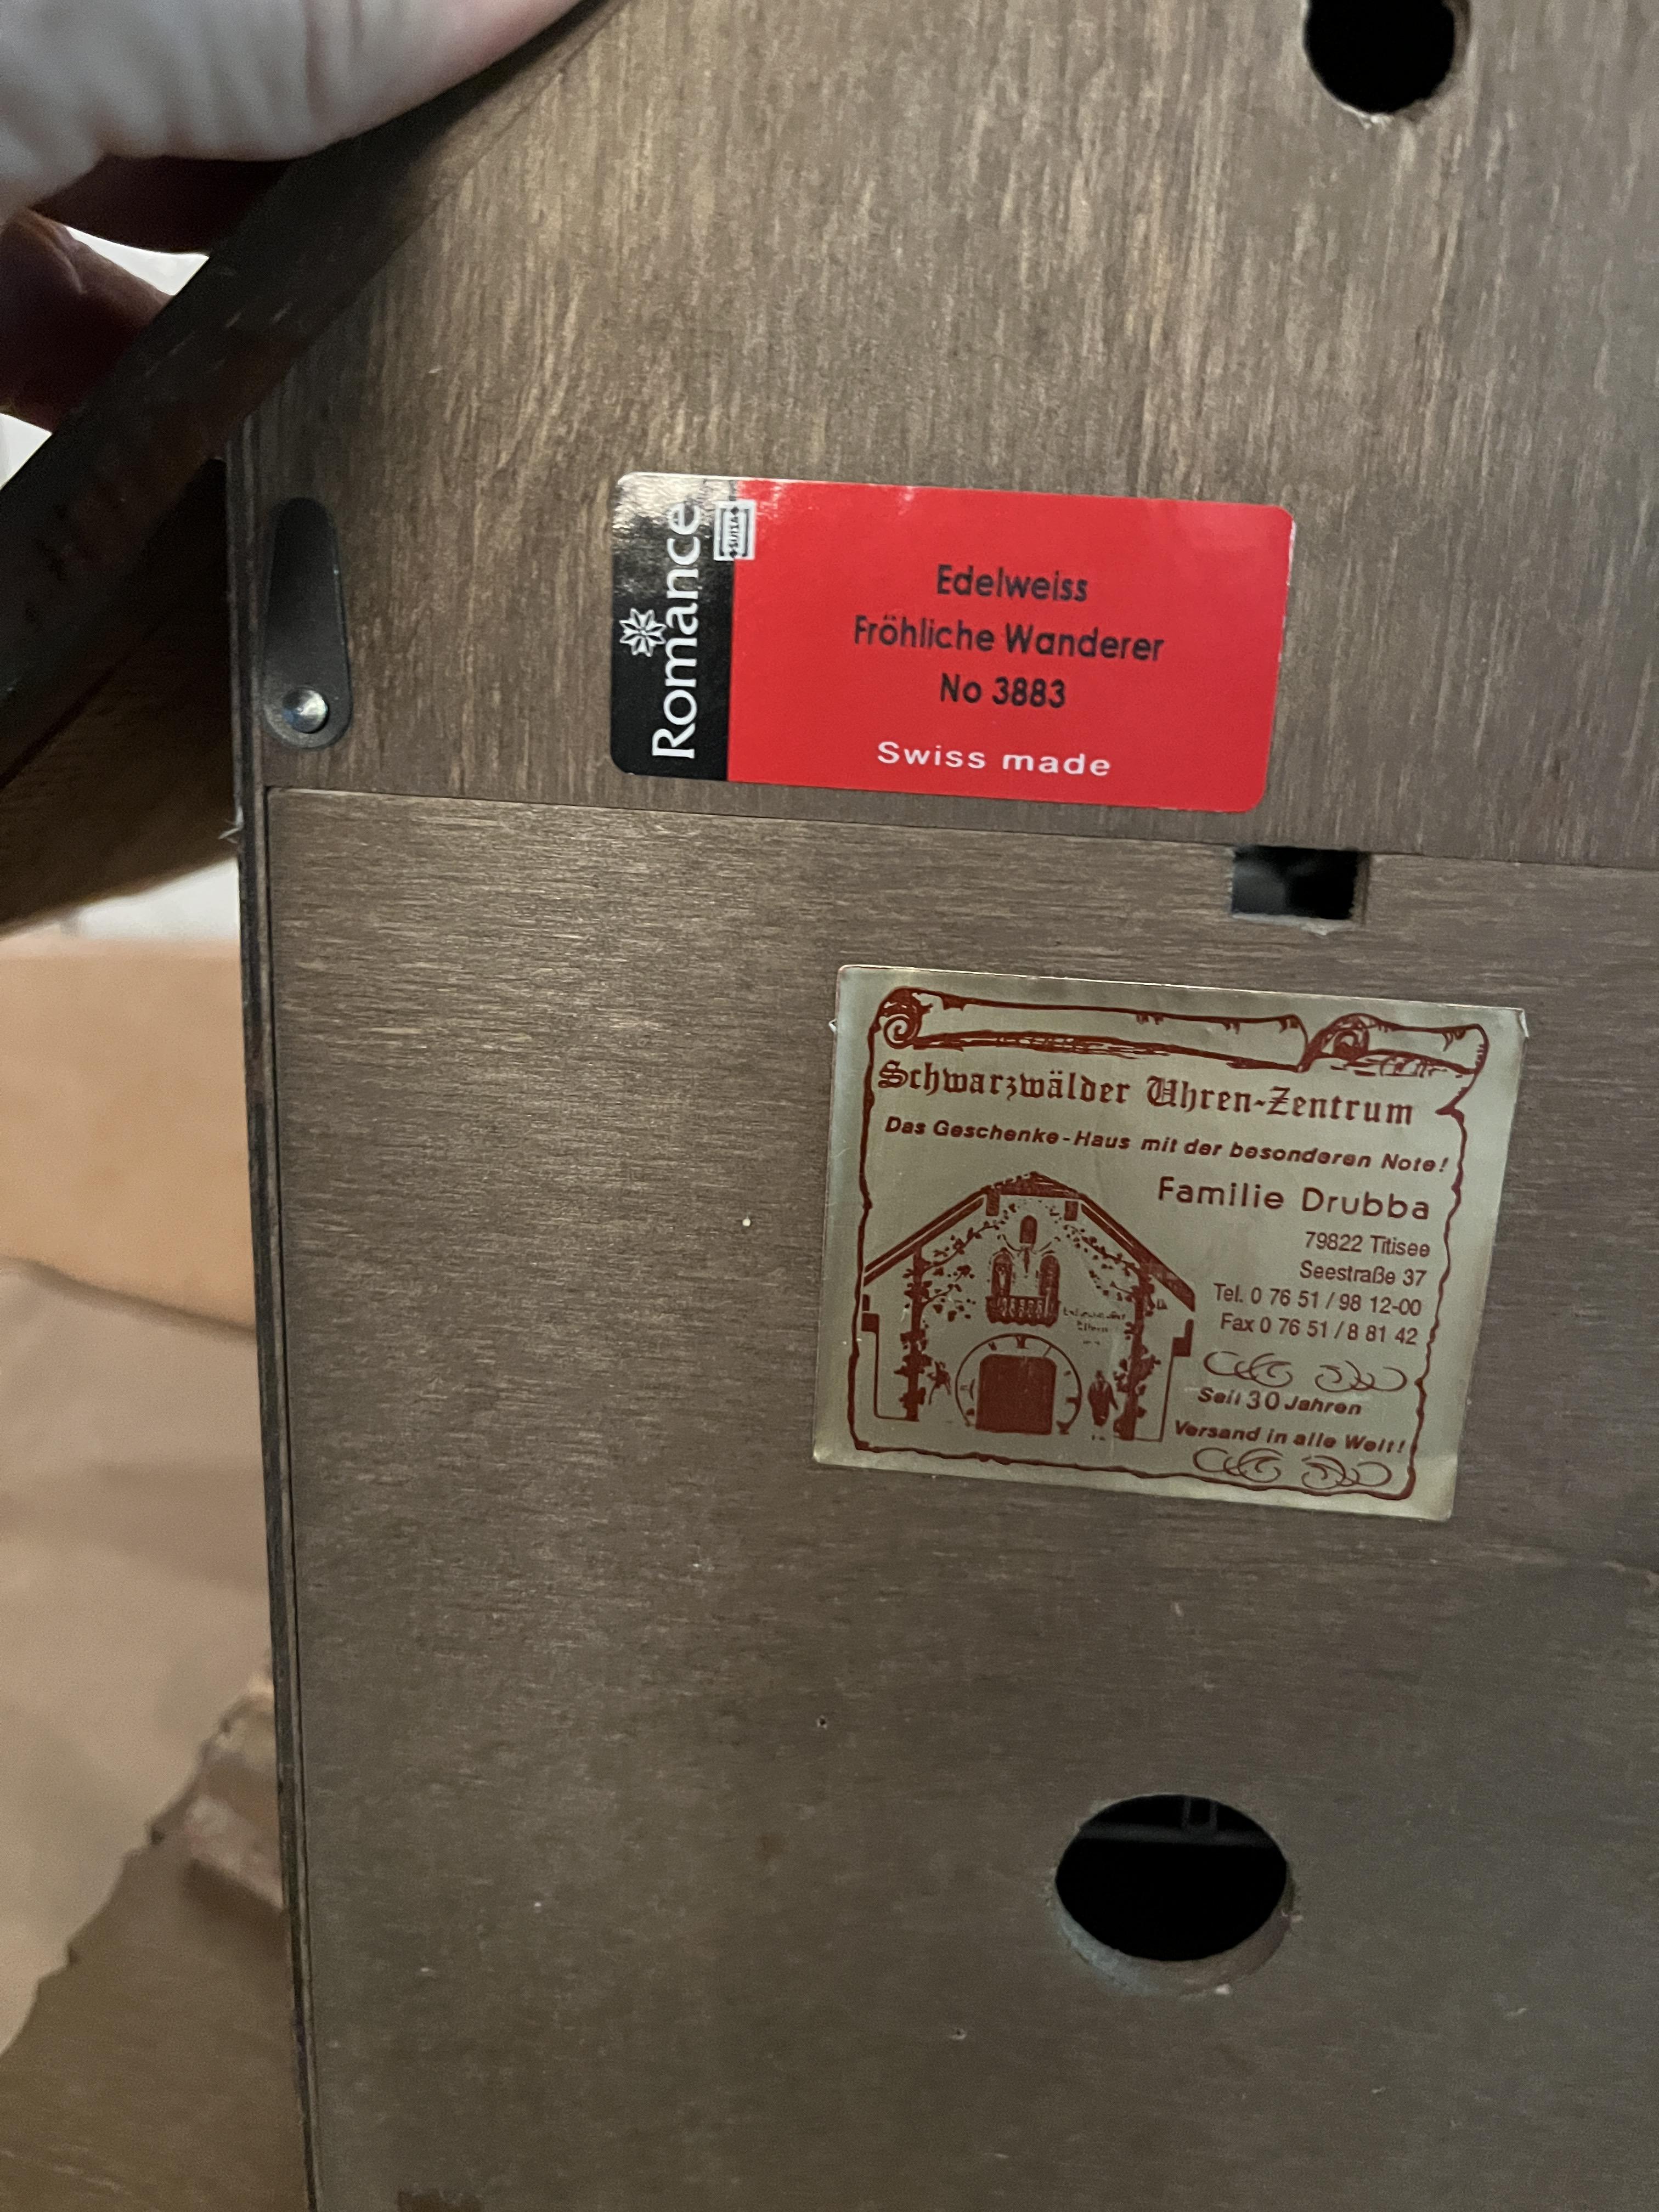 Romance
SUISA
Edelweiss
Fröhliche Wanderer
No 3883
Swiss made
Schwarzwälder Uhren-Zentrum
Das Geschenke-Haus mit der besonderen Note!
Familie Drubba
79822 Titisee
Seestraße 37
Tel. 0 76 51 / 98 12-00
Fax 0 76 51 / 8 81 42
Seit 30 Jahren
Versand in alle Welt!